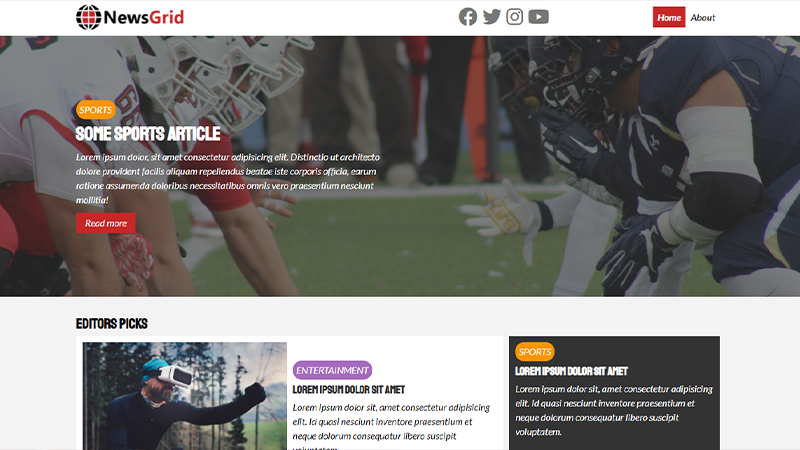 NewsGrid
Home About
SPORTS
SOME SPORTS ARTICLE
Lorem ipsum dolor, sit amet consectetur adipisicing elit. Distinctio ut architecto
dolore provident facilis aliquam repellendus beatae iste corporis officia, earum
ratione assumenda doloribus necessitatibus omnis vero praesentium nesciunt
mollitia!
Read more
EDITORS PICKS
ENTERTAINMENT
LOREM IPSUM DOLOR SIT AMET
Lorem ipsum dolor sit, amet consectetur adipisicing
elit. Id quasi nesciunt praesentium et
neque dolorum consequatur libero suscipit
voluptatem.
SPORTS
LOREM IPSUM DOLOR SIT AMET
Lorem ipsum dolor sit, amet consectetur adipisicing
elit. Id quasi nesciunt praesentium et
neque dolorum consequatur libero suscipit
voluptatem.